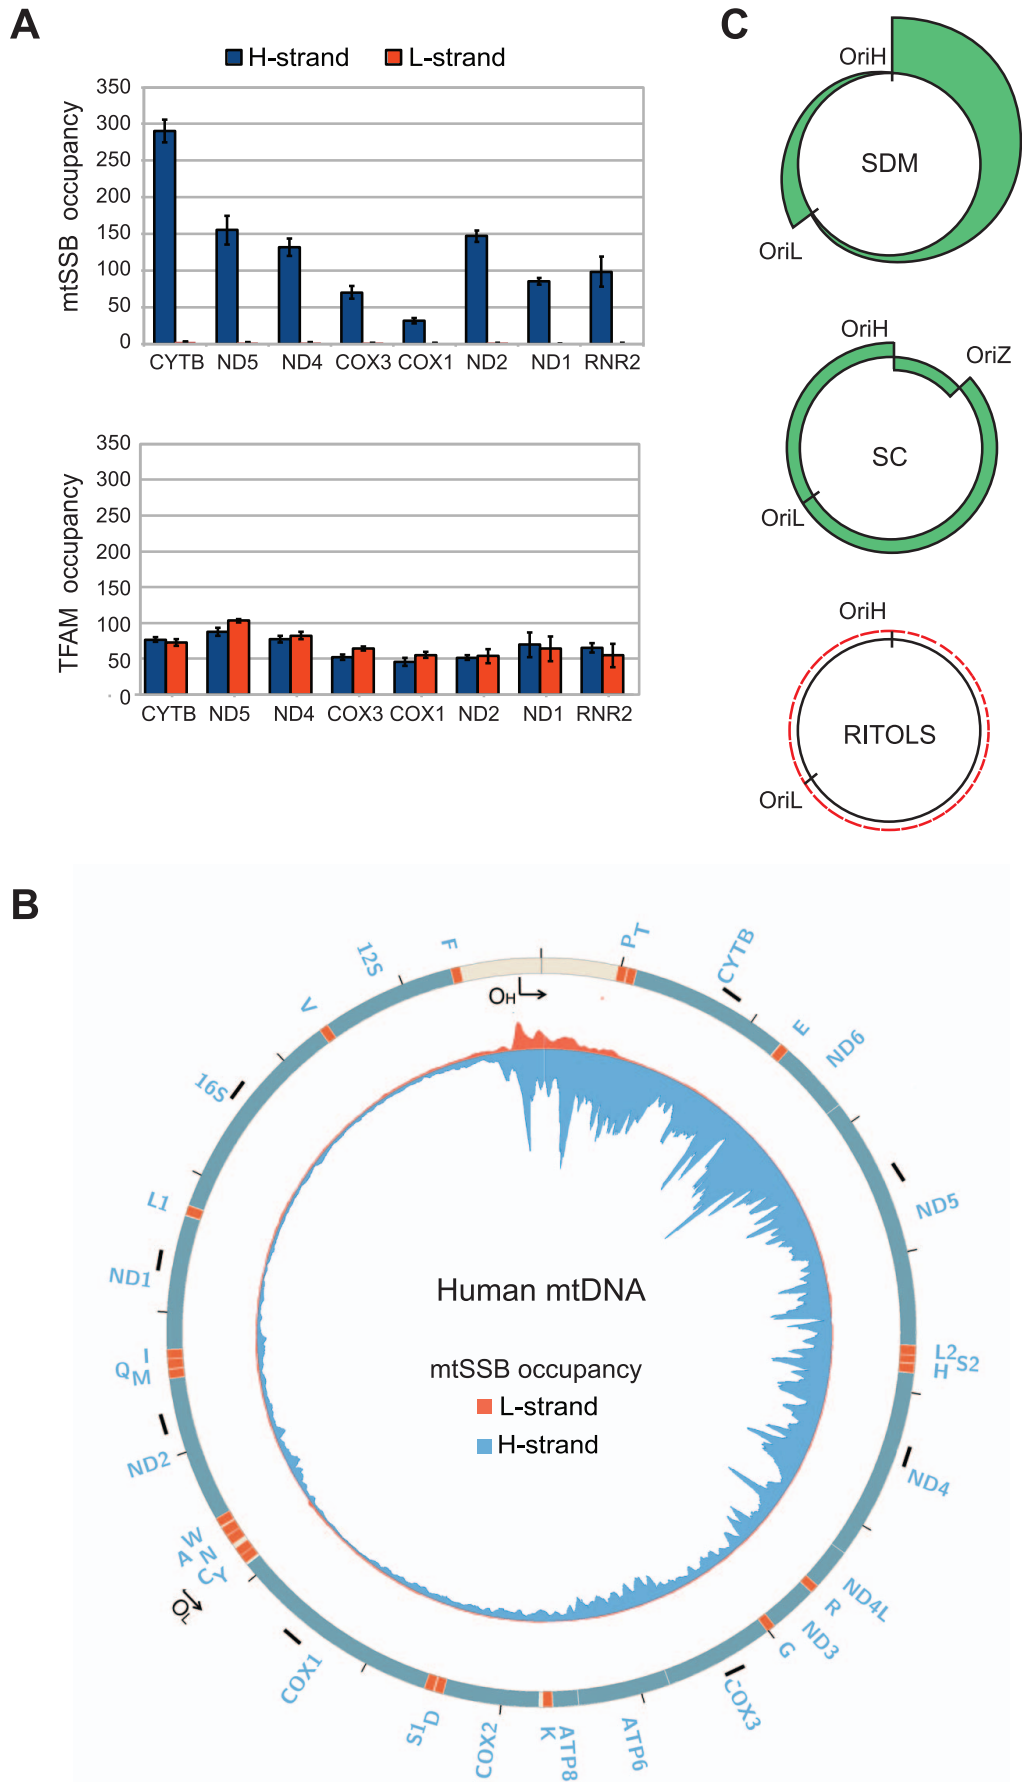 A
H-strand L-strand
mtSSB occupancy
350
300
250
200
150
100
50
0
CYTB ND5 ND4 COX3 COX1 ND2 ND1 RNR2
TFAM occupancy
350
300
250
200
150
100
50
0
CYTB ND5 ND4 COX3 COX1 ND2 ND1 RNR2
C
OriH
SDM
OriL
OriH
OriZ
SC
OriL
OriH
RITOLS
OriL
B
OH
P
T
CYTB
E
ND6
ND5
L2
S2
H
ND4
ND4L
R
ND3
G
COX3
ATP6
ATP8
K
COX2
D
S1
COX1
OL
Y
C
N
A
W
ND2
M
Q
I
ND1
L1
16S
V
12S
F
Human mtDNA
mtSSB occupancy
L-strand
H-strand